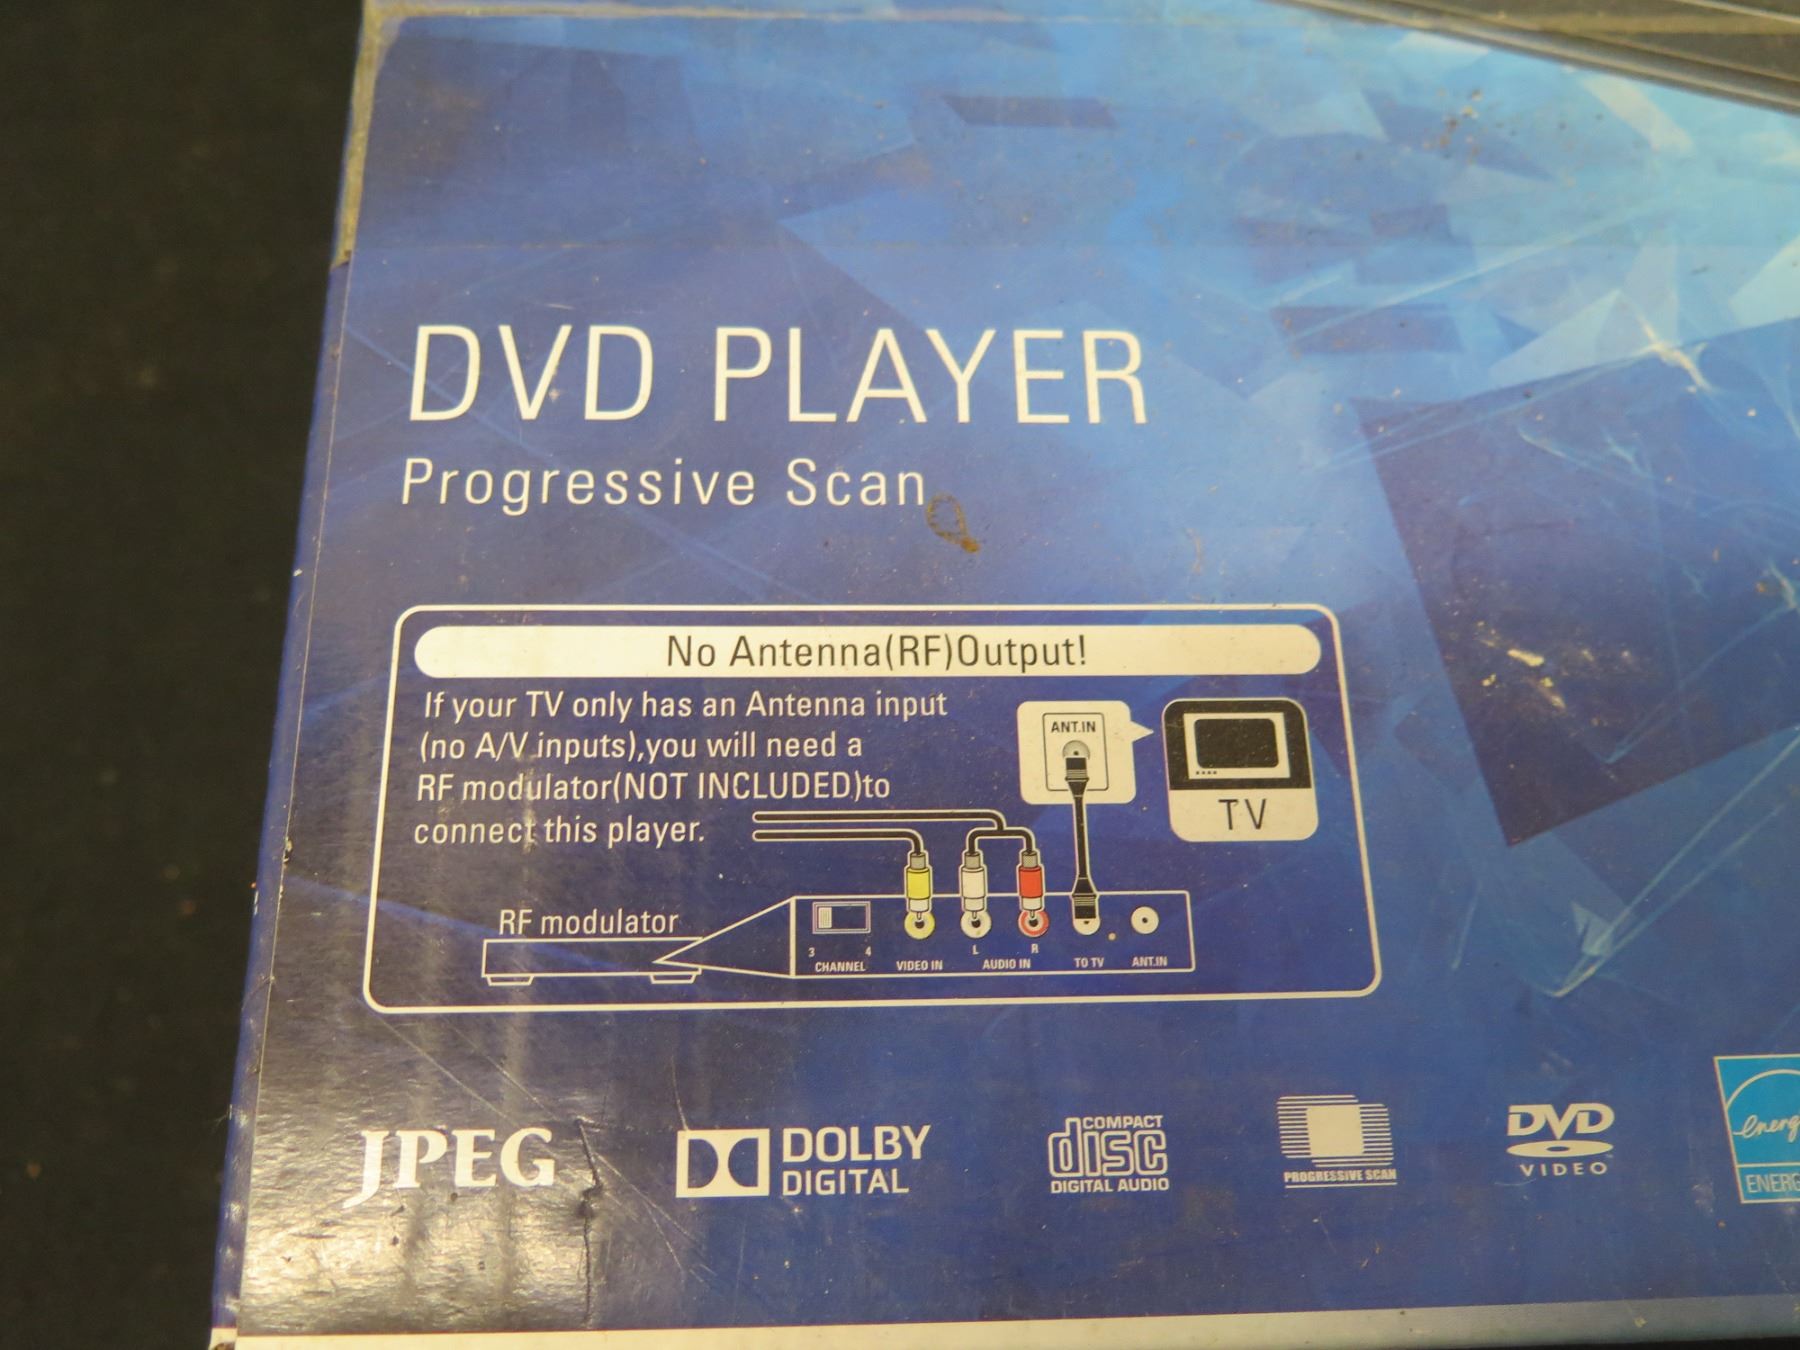 DVD PLAYER
Progressive Scan
No Antenna(RF)Output!
If your TV only has an Antenna input
(no A/V inputs),you will need a
RF modulator(NOT INCLUDED)to
connect this player.
ANT.IN
TV
RF modulator
3 4
L R
CHANNEL VIDEO IN AUDIO IN TO TV ANT.IN
JPEG
DOLBY
DIGITAL
COMPACT
disc
DIGITAL AUDIO
PROGRESSIVE SCAN
DVD
VIDEO